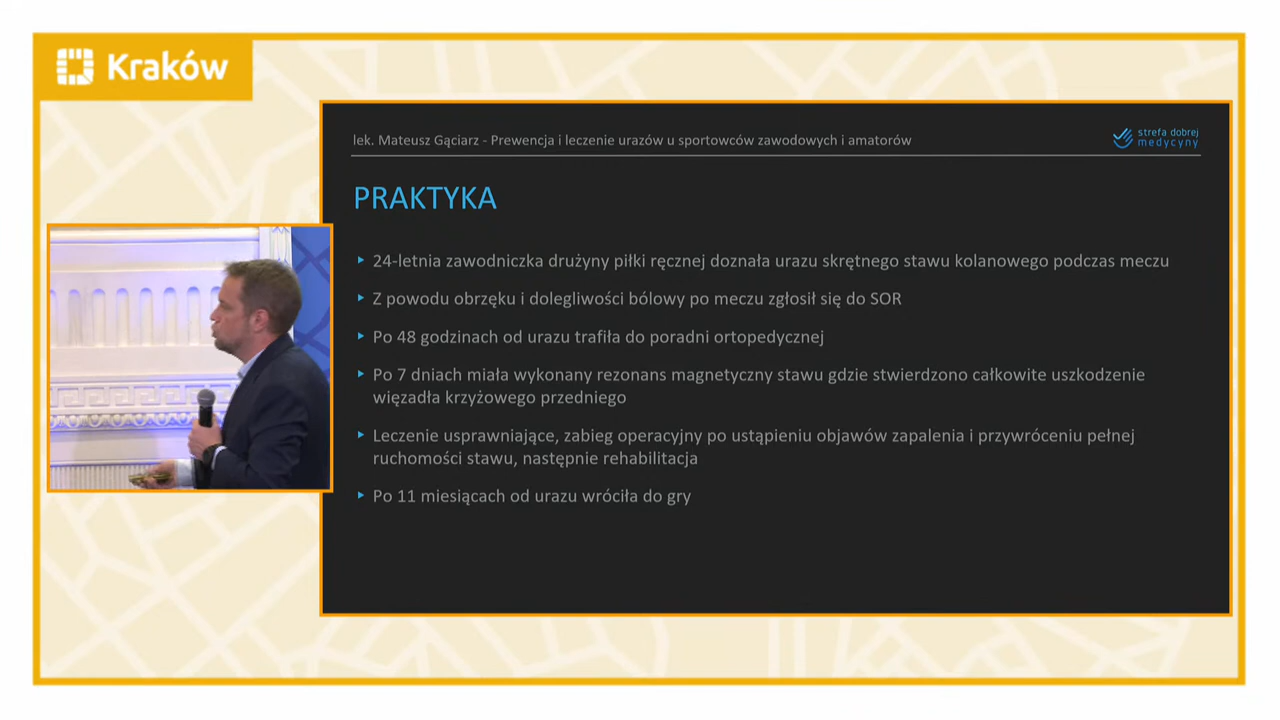 Kraków
lek. Mateusz Gąciarz - Prewencja i leczenie urazów u sportowców zawodowych i amatorów
strefa dobrej
medycyny
PRAKTYKA
24-letnia zawodniczka drużyny piłki ręcznej doznała urazu skrętnego stawu kolanowego podczas meczu
Z powodu obrzęku i dolegliwości bólowy po meczu zgłosił się do SOR
Po 48 godzinach od urazu trafiła do poradni ortopedycznej
Po 7 dniach miała wykonany rezonans magnetyczny stawu gdzie stwierdzono całkowite uszkodzenie
więzadła krzyżowego przedniego
Leczenie usprawniające, zabieg operacyjny po ustąpieniu objawów zapalenia i przywróceniu pełnej
ruchomości stawu, następnie rehabilitacja
Po 11 miesiącach od urazu wróciła do gry